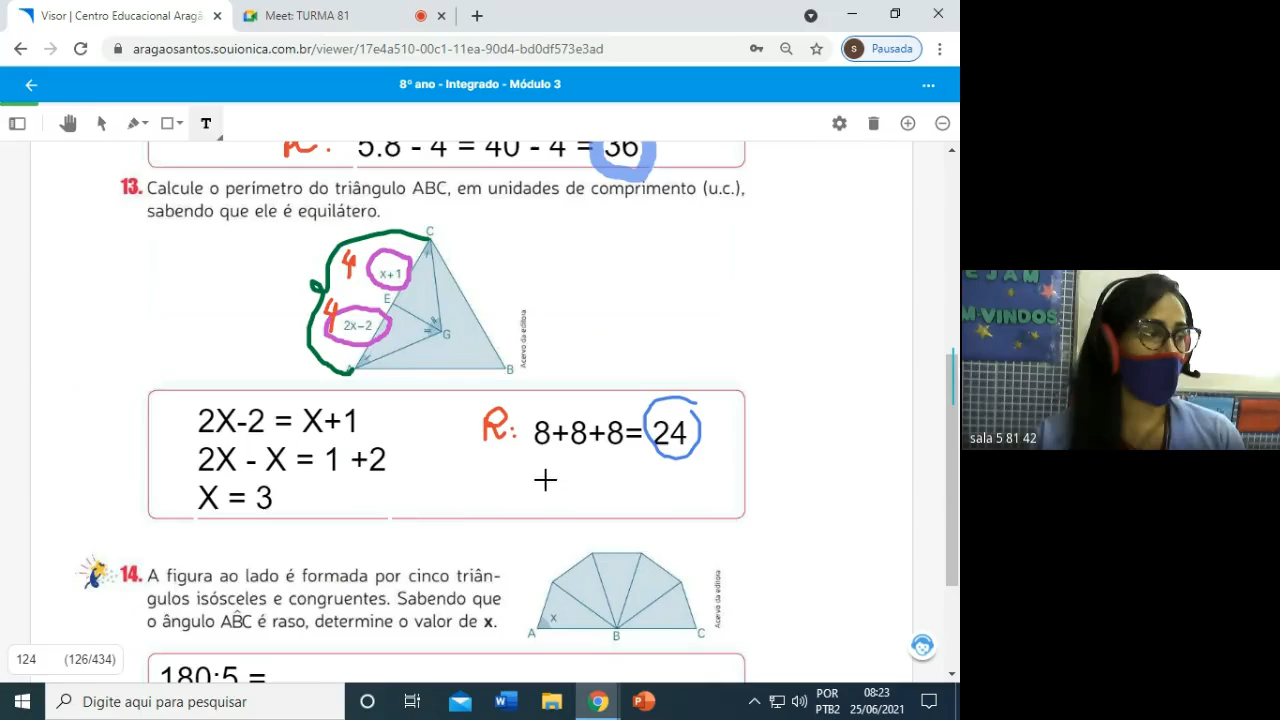 Visor | Centro Educacional Aragã
Meet: TURMA 81
aragaosantos.souionica.com.br/viewer/17e4a510-00c1-11ea-90d4-bd0df573e3ad
S Pausada
8º ano - Integrado - Módulo 3
T
R: 5.8 - 4 = 40 - 4 = 36
13. Calcule o perímetro do triângulo ABC, em unidades de comprimento (u.c.),
sabendo que ele é equilátero.
C
4
x+1
E
4
2x-2
G
A
B
Acervo da editora
2X-2 = X+1
2X - X = 1 +2
X = 3
R: 8+8+8= 24
14. A figura ao lado é formada por cinco triân-
gulos isósceles e congruentes. Sabendo que
o ângulo AB̂C é raso, determine o valor de x.
x
A
B
C
Acervo da editora
180:5 =
124 (126/434)
EJAM
M-VINDOS
sala 5 81 42
Digite aqui para pesquisar
POR
PTB2
08:23
25/06/2021